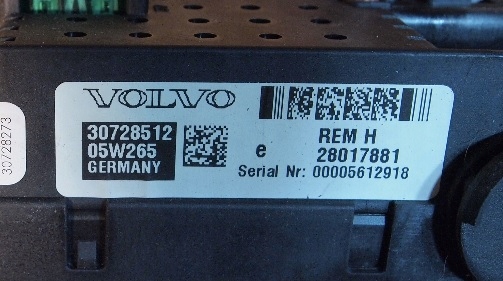 VOLVO
30728512
05W265
GERMANY
e
REM H
28017881
Serial Nr: 00005612918
30728273